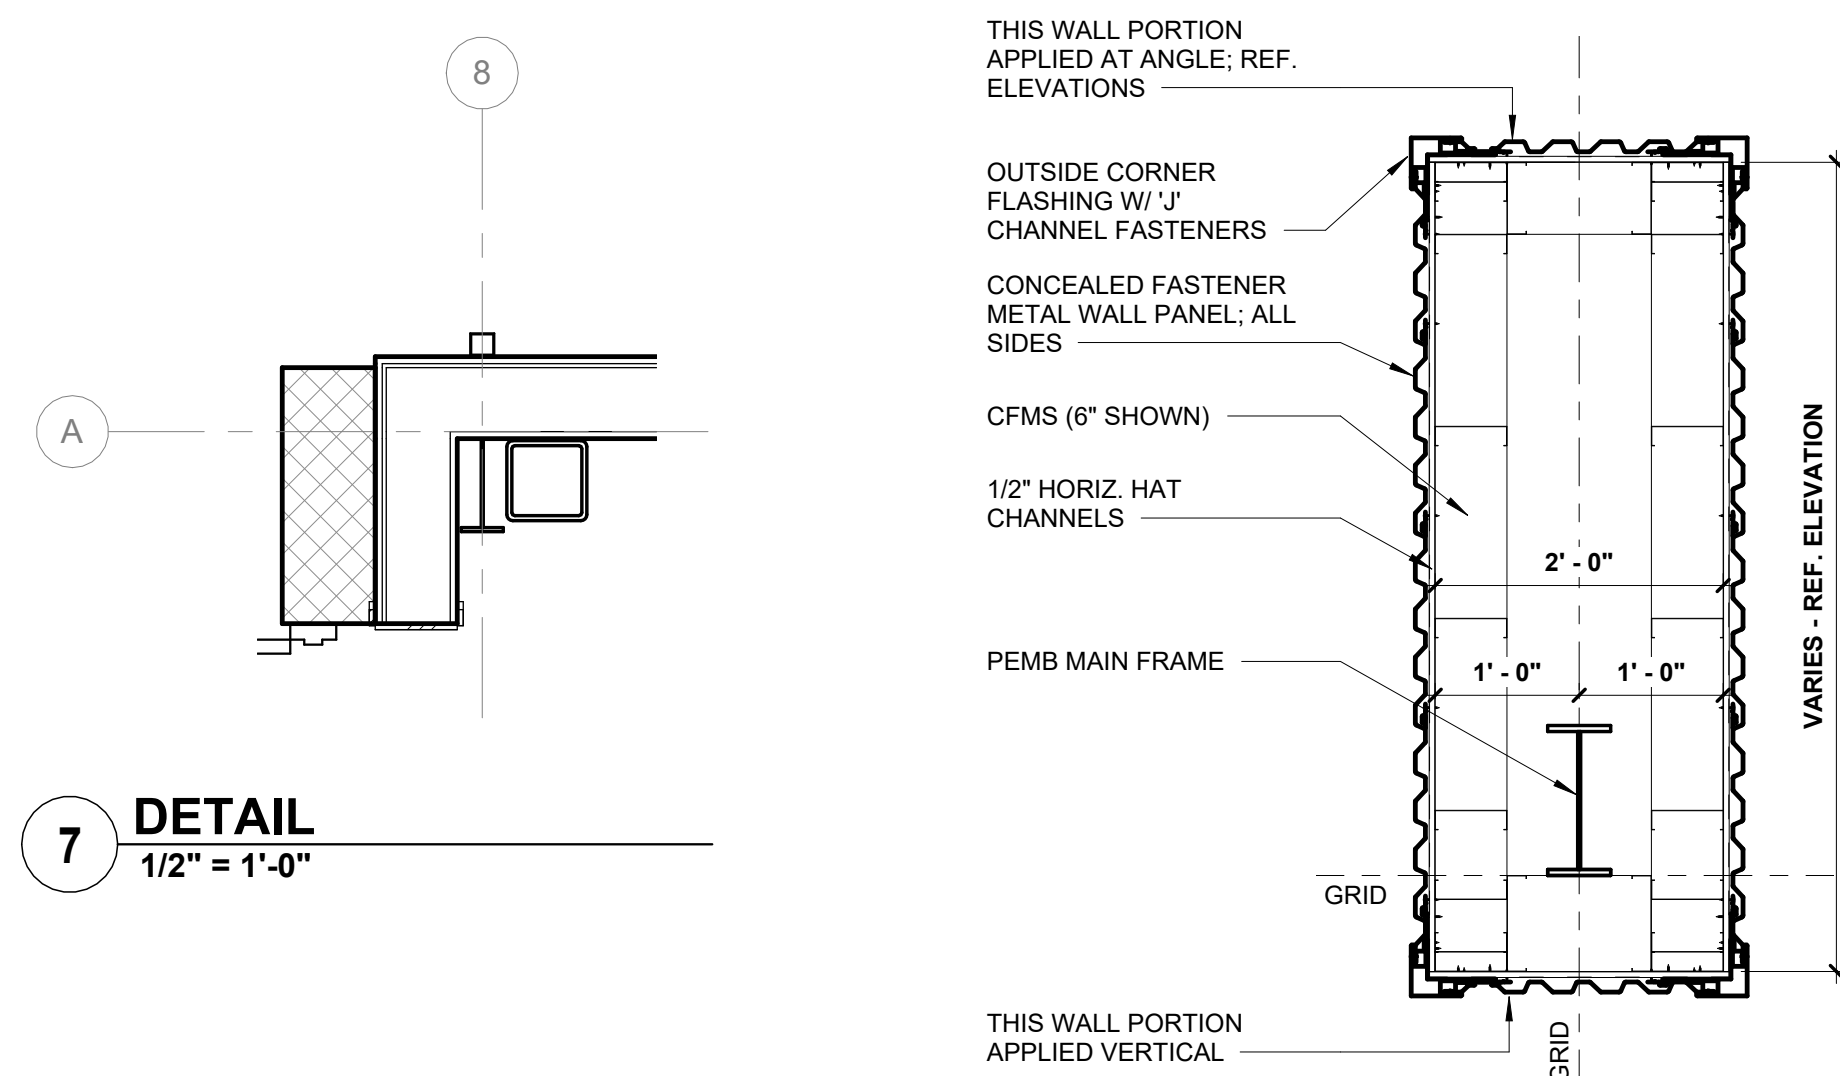 8
A
7
DETAIL
1/2" = 1'-0"
THIS WALL PORTION
APPLIED AT ANGLE; REF.
ELEVATIONS
OUTSIDE CORNER
FLASHING W/ 'J'
CHANNEL FASTENERS
CONCEALED FASTENER
METAL WALL PANEL; ALL
SIDES
CFMS (6" SHOWN)
1/2" HORIZ. HAT
CHANNELS
PEMB MAIN FRAME
THIS WALL PORTION
APPLIED VERTICAL
2' - 0"
1' - 0"
1' - 0"
VARIES - REF. ELEVATION
GRID
GRID